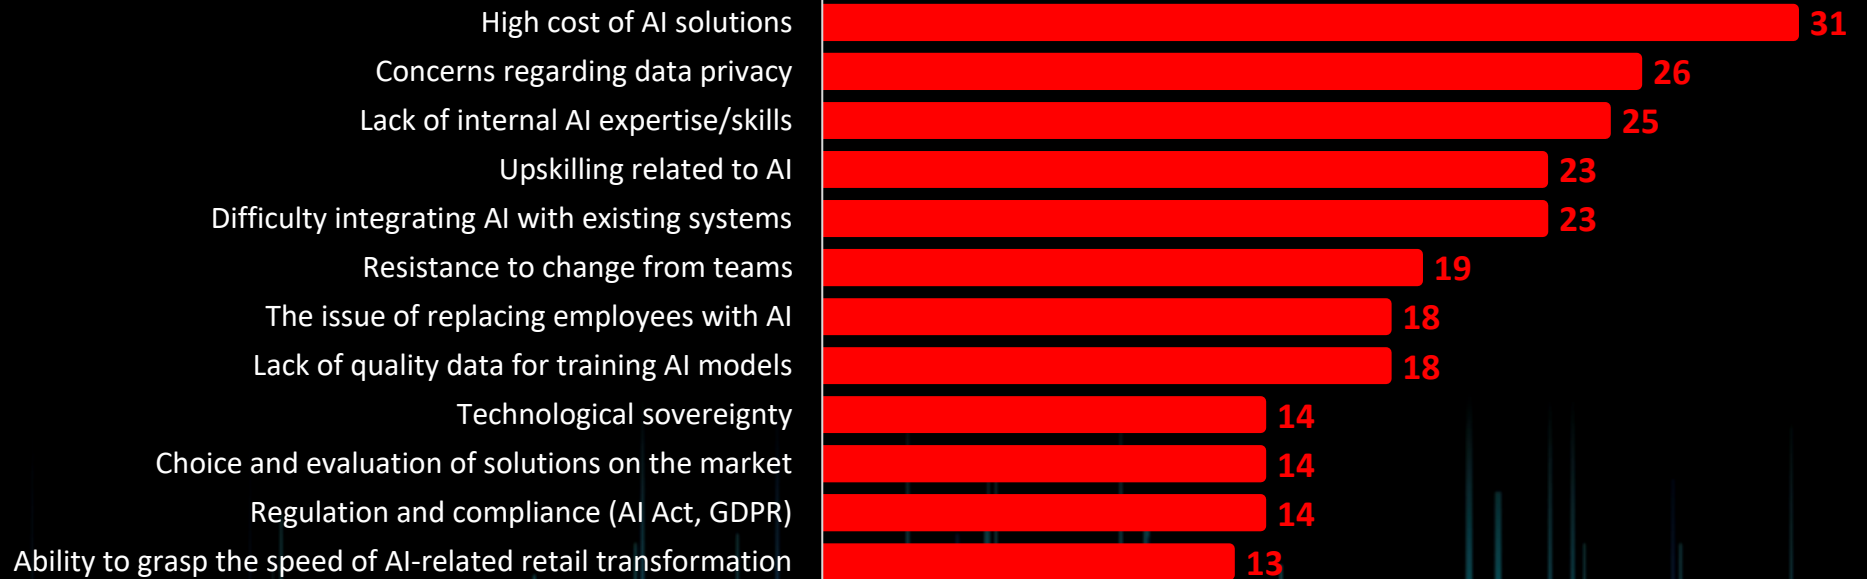 High cost of AI solutions 31
Concerns regarding data privacy 26
Lack of internal AI expertise/skills 25
Upskilling related to AI 23
Difficulty integrating AI with existing systems 23
Resistance to change from teams 19
The issue of replacing employees with AI 18
Lack of quality data for training AI models 18
Technological sovereignty 14
Choice and evaluation of solutions on the market 14
Regulation and compliance (AI Act, GDPR) 14
Ability to grasp the speed of AI-related retail transformation 13